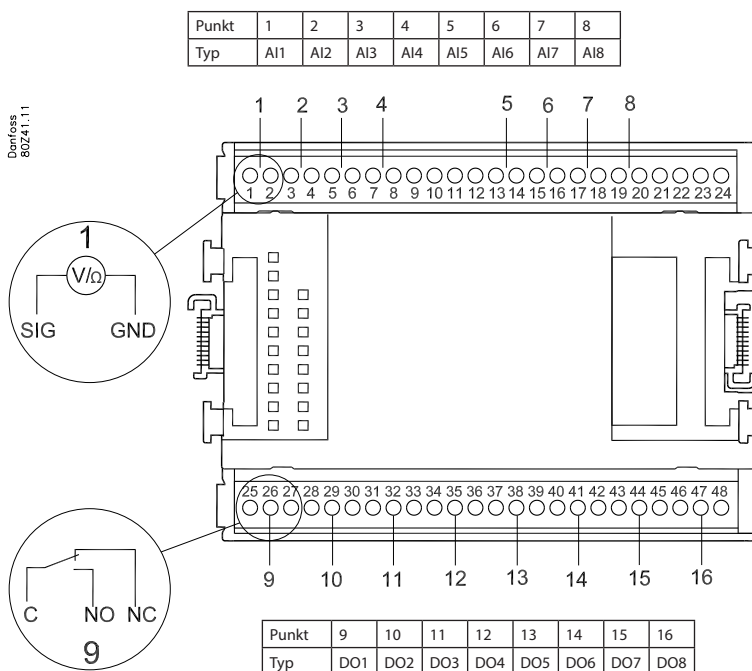 Punkt 1 2 3 4 5 6 7 8
Typ AI1 AI2 AI3 AI4 AI5 AI6 AI7 AI8
Danfoss
80Z41.11
1 2 3 4 5 6 7 8
1 2 3 4 5 6 7 8 9 10 11 12 13 14 15 16 17 18 19 20 21 22 23 24
1
V/Ω
SIG GND
25 26 27 28 29 30 31 32 33 34 35 36 37 38 39 40 41 42 43 44 45 46 47 48
9 10 11 12 13 14 15 16
C NO NC
9
Punkt 9 10 11 12 13 14 15 16
Typ DO1 DO2 DO3 DO4 DO5 DO6 DO7 DO8